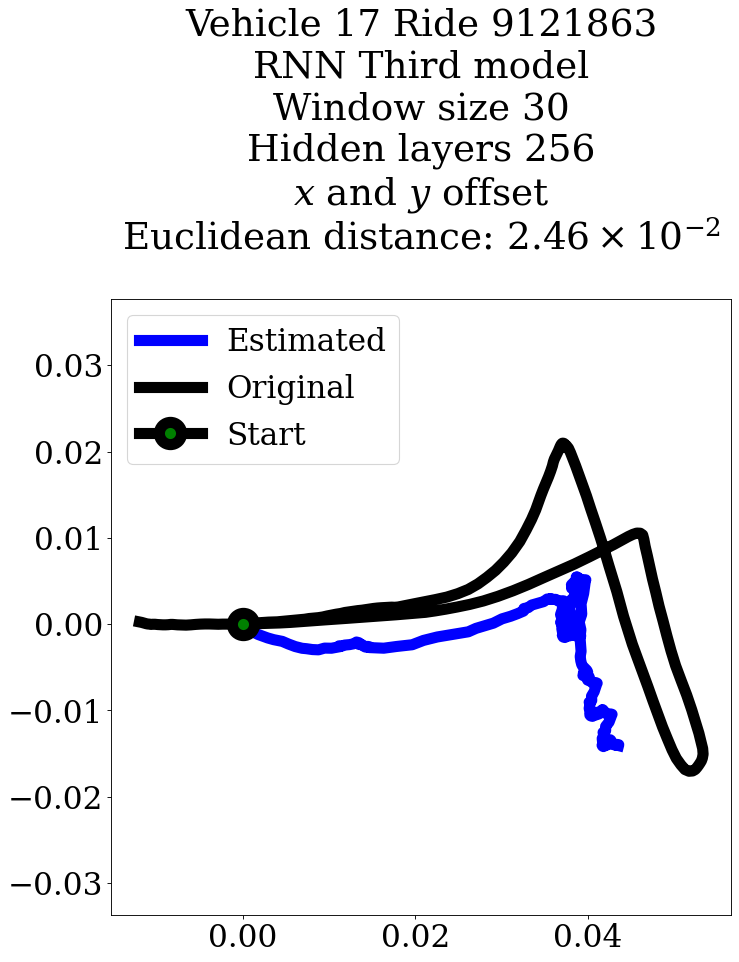 Vehicle 17 Ride 9121863
RNN Third model
Window size 30
Hidden layers 256
x and y offset
Euclidean distance: 2.46 × 10⁻²
Estimated
Original
Start
0.03
0.02
0.01
0.00
−0.01
−0.02
−0.03
0.00 0.02 0.04